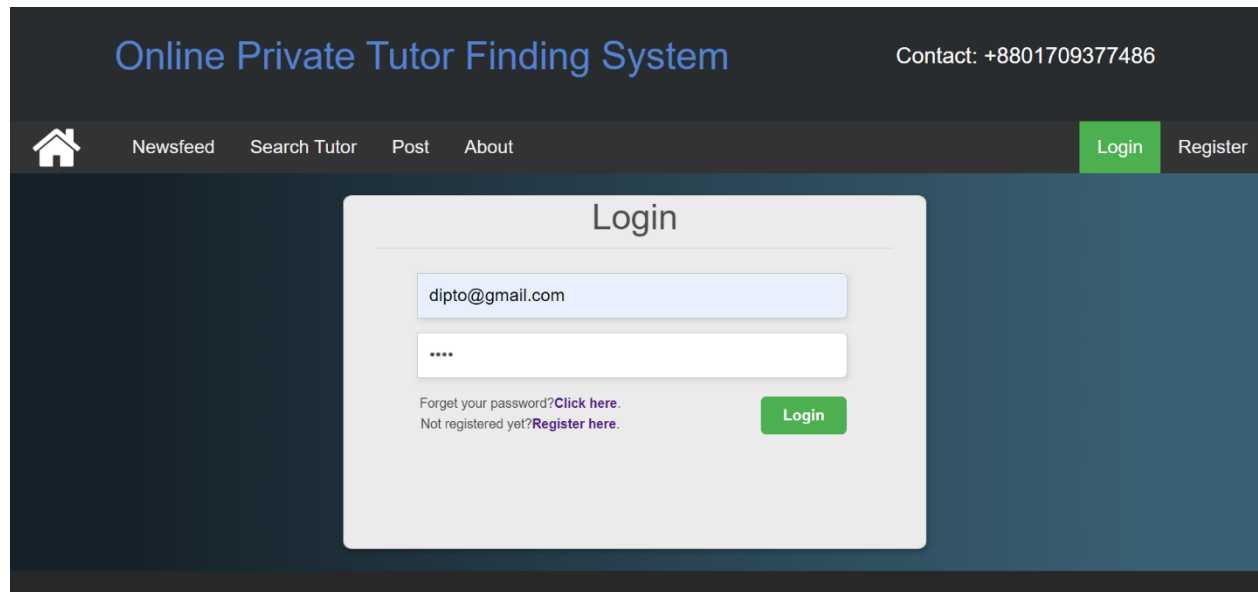 Online Private Tutor Finding System
Contact: +8801709377486
Newsfeed Search Tutor Post About Login Register
Login
dipto@gmail.com
••••
Forget your password?Click here.
Not registered yet?Register here.
Login